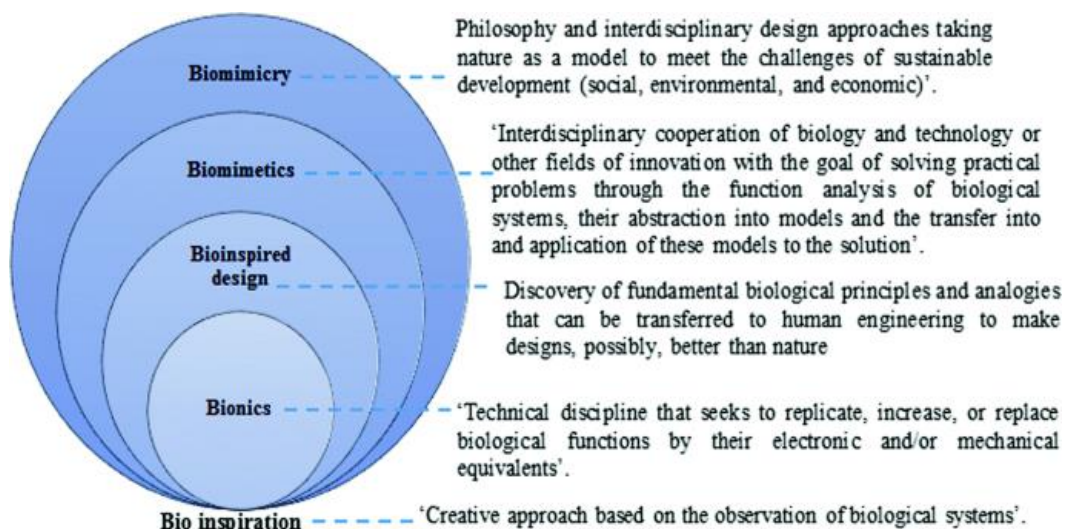 Biomimicry
Philosophy and interdisciplinary design approaches taking
nature as a model to meet the challenges of sustainable
development (social, environmental, and economic)’.
Biomimetics
‘Interdisciplinary cooperation of biology and technology or
other fields of innovation with the goal of solving practical
problems through the function analysis of biological
systems, their abstraction into models and the transfer into
and application of these models to the solution’.
Bioinspired
design
Discovery of fundamental biological principles and analogies
that can be transferred to human engineering to make
designs, possibly, better than nature
Bionics
‘Technical discipline that seeks to replicate, increase, or replace
biological functions by their electronic and/or mechanical
equivalents’.
Bio inspiration
‘Creative approach based on the observation of biological systems’.